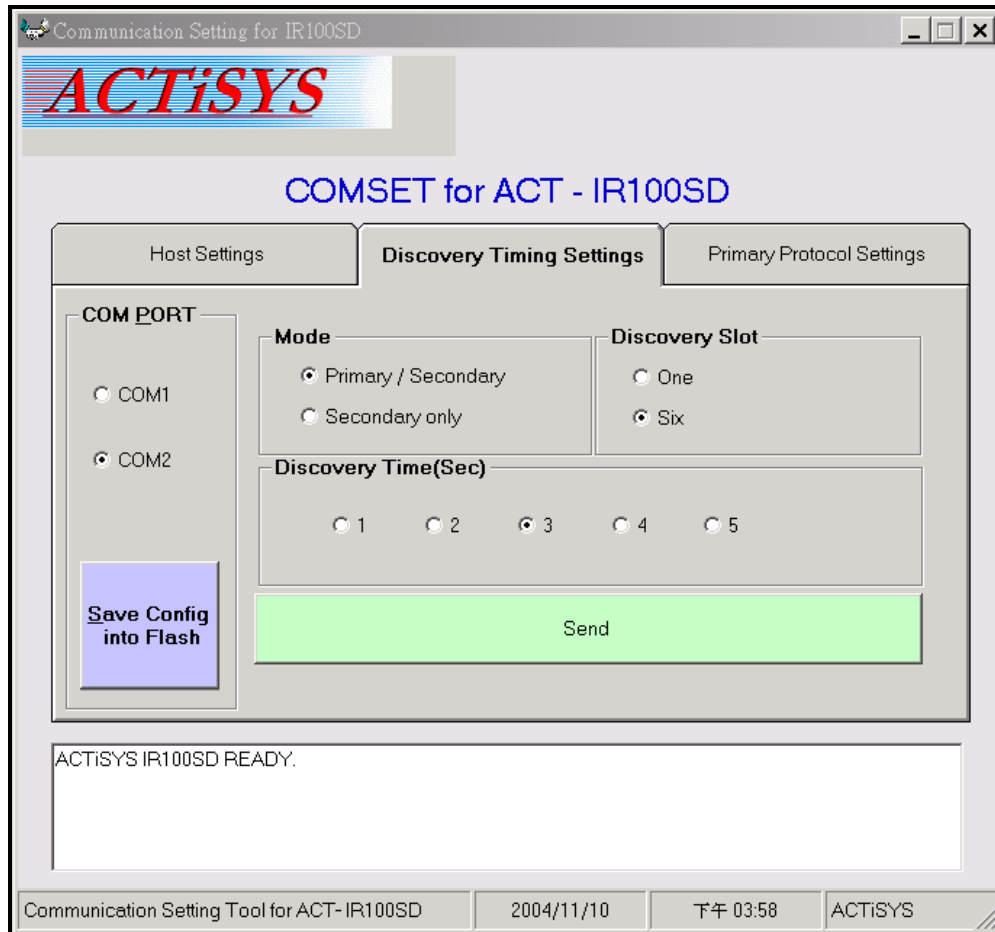 Communication Setting for IR100SD
ACTiSYS
COMSET for ACT - IR100SD
Host Settings
Discovery Timing Settings
Primary Protocol Settings
COM PORT
COM1
COM2
Save Config
into Flash
Mode
Primary / Secondary
Secondary only
Discovery Slot
One
Six
Discovery Time(Sec)
1 2 3 4 5
Send
ACTiSYS IR100SD READY.
Communication Setting Tool for ACT- IR100SD
2004/11/10
下午 03:58
ACTiSYS